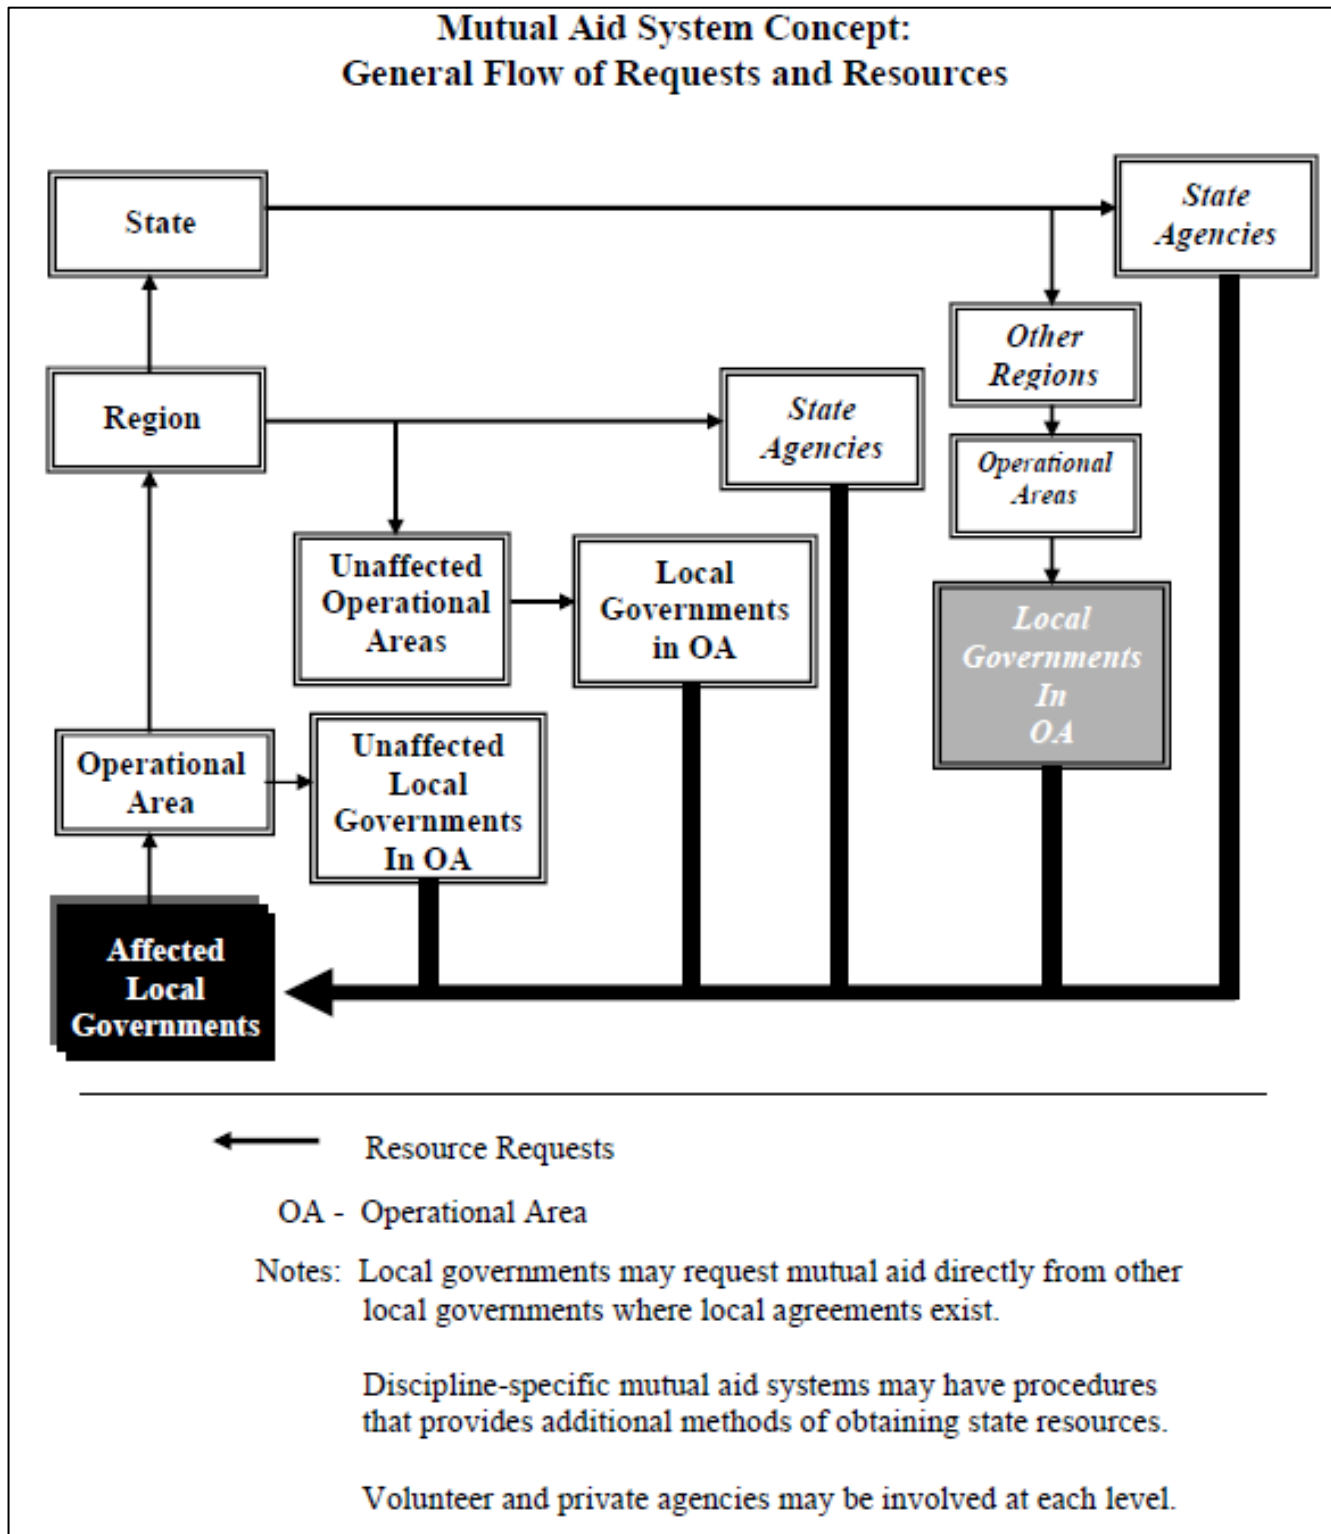 Mutual Aid System Concept:
General Flow of Requests and Resources
State
State
Agencies
Other
Regions
Region
State
Agencies
Operational
Areas
Unaffected
Operational
Areas
Local
Governments
in OA
Local
Governments
In
OA
Operational
Area
Unaffected
Local
Governments
In OA
Affected
Local
Governments
Resource Requests
OA - Operational Area
Notes: Local governments may request mutual aid directly from other
local governments where local agreements exist.
Discipline-specific mutual aid systems may have procedures
that provides additional methods of obtaining state resources.
Volunteer and private agencies may be involved at each level.